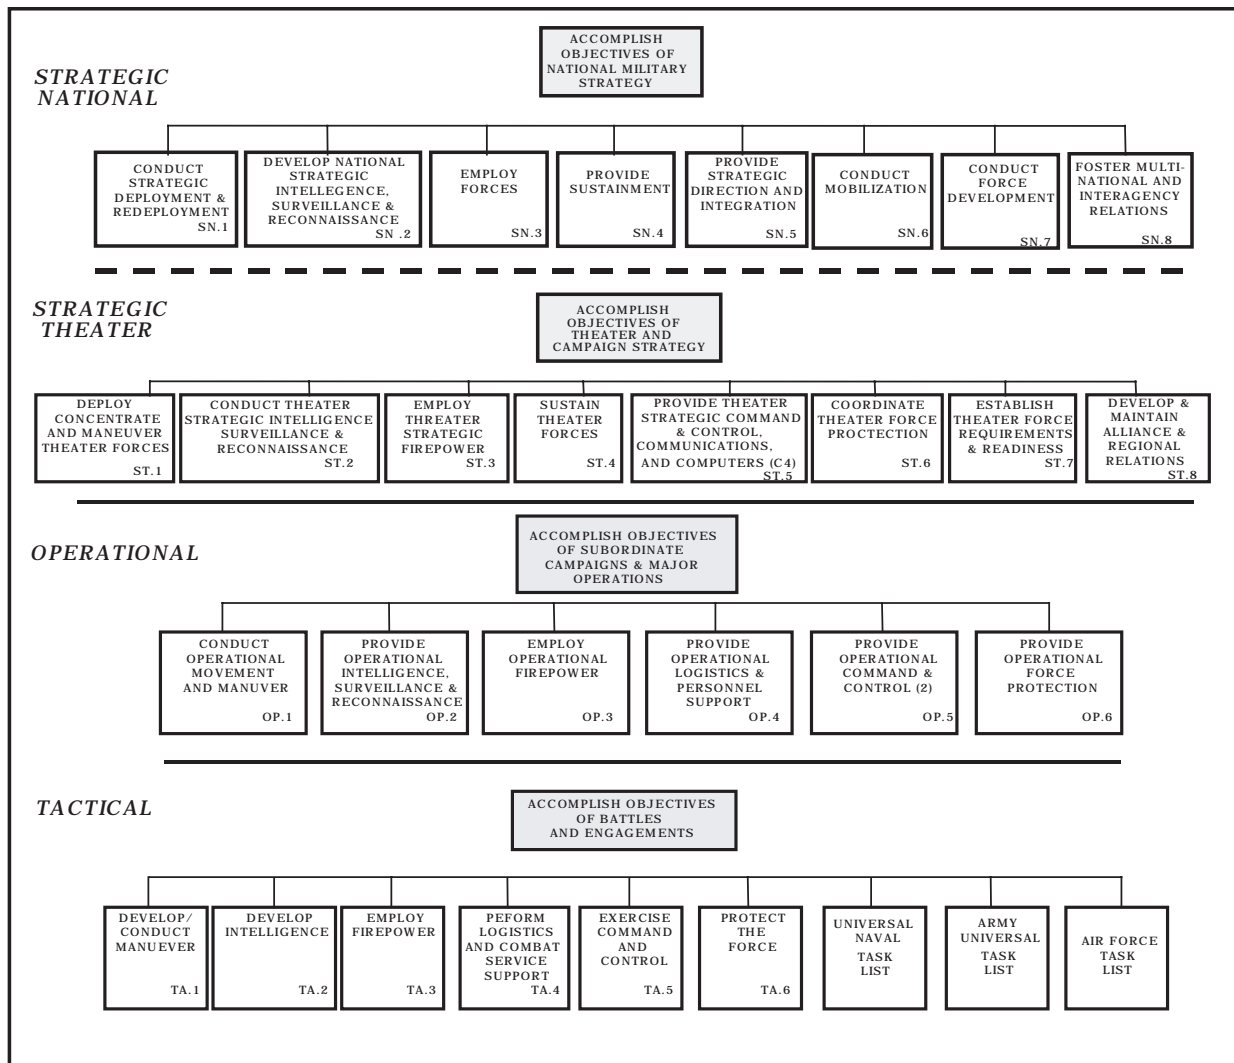 STRATEGIC
NATIONAL
ACCOMPLISH
OBJECTIVES OF
NATIONAL MILITARY
STRATEGY
CONDUCT
STRATEGIC
DEPLOYMENT &
REDEPLOYMENT
SN.1
DEVELOP NATIONAL
STRATEGIC
INTELLEGENCE,
SURVEILLANCE &
RECONNAISSANCE
SN .2
EMPLOY
FORCES
SN.3
PROVIDE
SUSTAINMENT
SN.4
PROVIDE
STRATEGIC
DIRECTION AND
INTEGRATION
SN.5
CONDUCT
MOBILIZATION
SN.6
CONDUCT
FORCE
DEVELOPMENT
SN.7
FOSTER MULTI-
NATIONAL AND
INTERAGENCY
RELATIONS
SN.8
STRATEGIC
THEATER
ACCOMPLISH
OBJECTIVES OF
THEATER AND
CAMPAIGN STRATEGY
DEPLOY
CONCENTRATE
AND MANEUVER
THEATER FORCES
ST.1
CONDUCT THEATER
STRATEGIC INTELLIGENCE
SURVEILLANCE &
RECONNAISSANCE
ST.2
EMPLOY
THREATER
STRATEGIC
FIREPOWER
ST.3
SUSTAIN
THEATER
FORCES
ST.4
PROVIDE THEATER
STRATEGIC COMMAND
& CONTROL,
COMMUNICATIONS,
AND COMPUTERS (C4)
ST.5
COORDINATE
THEATER FORCE
PROCTECTION
ST.6
ESTABLISH
THEATER FORCE
REQUIREMENTS
& READINESS
ST.7
DEVELOP &
MAINTAIN
ALLIANCE &
REGIONAL
RELATIONS
ST.8
OPERATIONAL
ACCOMPLISH OBJECTIVES
OF SUBORDINATE
CAMPAIGNS & MAJOR
OPERATIONS
CONDUCT
OPERATIONAL
MOVEMENT
AND MANUVER
OP.1
PROVIDE
OPERATIONAL
INTELLIGENCE,
SURVEILLANCE &
RECONNAISSANCE
OP.2
EMPLOY
OPERATIONAL
FIREPOWER
OP.3
PROVIDE
OPERATIONAL
LOGISTICS &
PERSONNEL
SUPPORT
OP.4
PROVIDE
OPERATIONAL
COMMAND &
CONTROL (2)
OP.5
PROVIDE
OPERATIONAL
FORCE
PROTECTION
OP.6
TACTICAL
ACCOMPLISH OBJECTIVES
OF BATTLES
AND ENGAGEMENTS
DEVELOP/
CONDUCT
MANUEVER
TA.1
DEVELOP
INTELLIGENCE
TA.2
EMPLOY
FIREPOWER
TA.3
PEFORM
LOGISTICS
AND COMBAT
SERVICE
SUPPORT
TA.4
EXERCISE
COMMAND
AND
CONTROL
TA.5
PROTECT
THE
FORCE
TA.6
UNIVERSAL
NAVAL
TASK
LIST
ARMY
UNIVERSAL
TASK
LIST
AIR FORCE
TASK
LIST